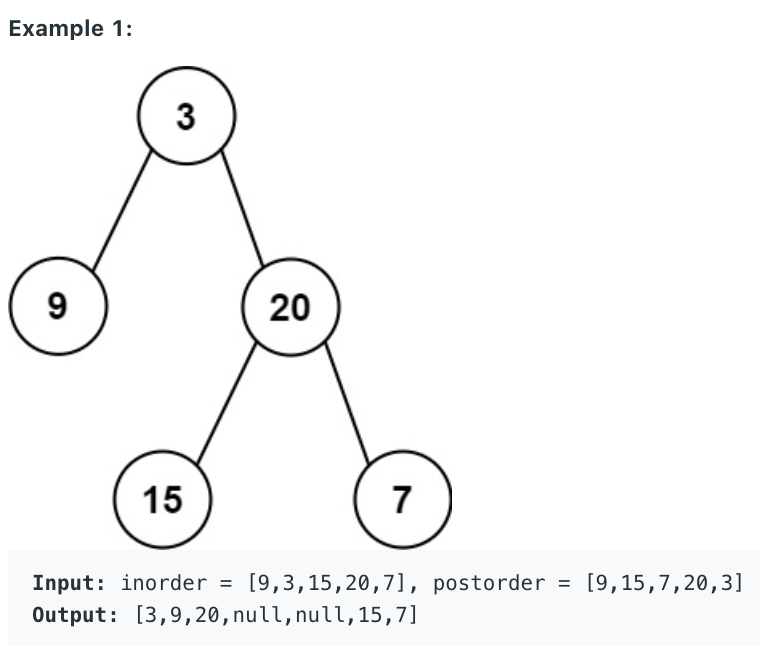 Example 1:
3
9 20
15 7
Input: inorder = [9,3,15,20,7], postorder = [9,15,7,20,3]
Output: [3,9,20,null,null,15,7]